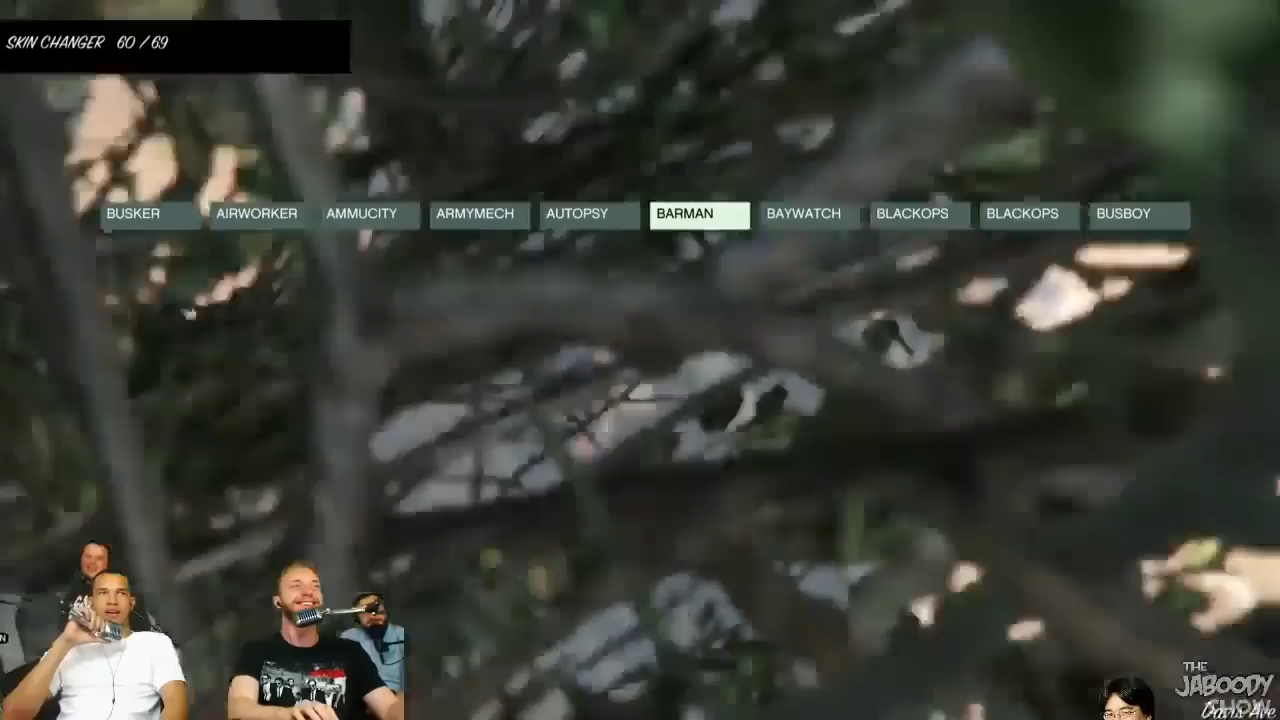 SKIN CHANGER 60 / 69
BUSKER AIRWORKER AMMUCITY ARMYMECH AUTOPSY BARMAN BAYWATCH BLACKOPS BLACKOPS BUSBOY
N
THE
JABOODY
SHOW